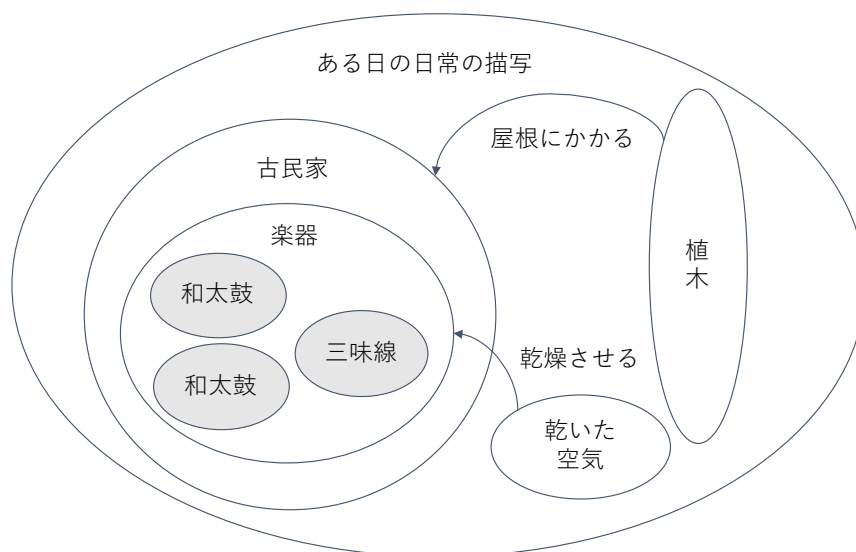 ある日の日常の描写
屋根にかかる
古民家
楽器
植
木
和太鼓
三味線
乾燥させる
和太鼓
乾いた
空気